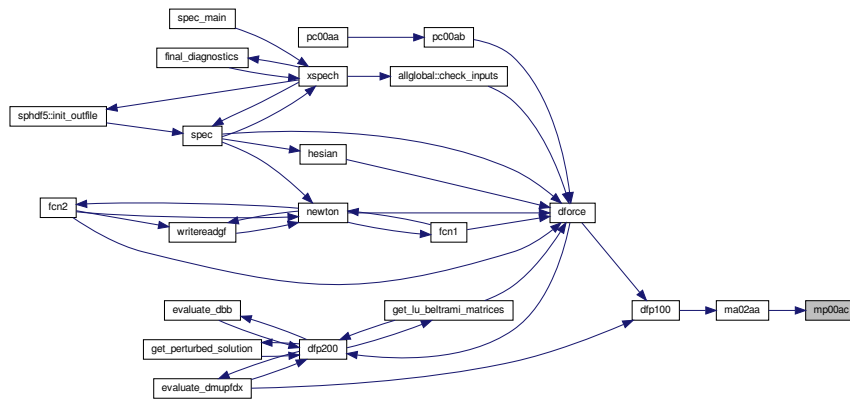 spec_main
pc00aa
pc00ab
final_diagnostics
xspech
allglobal::check_inputs
sphdf5::init_outfile
spec
hesian
fcn2
newton
dforce
writereadgf
fcn1
evaluate_dbb
get_lu_beltrami_matrices
dfp100
ma02aa
mp00ac
get_perturbed_solution
dfp200
evaluate_dmupfdx